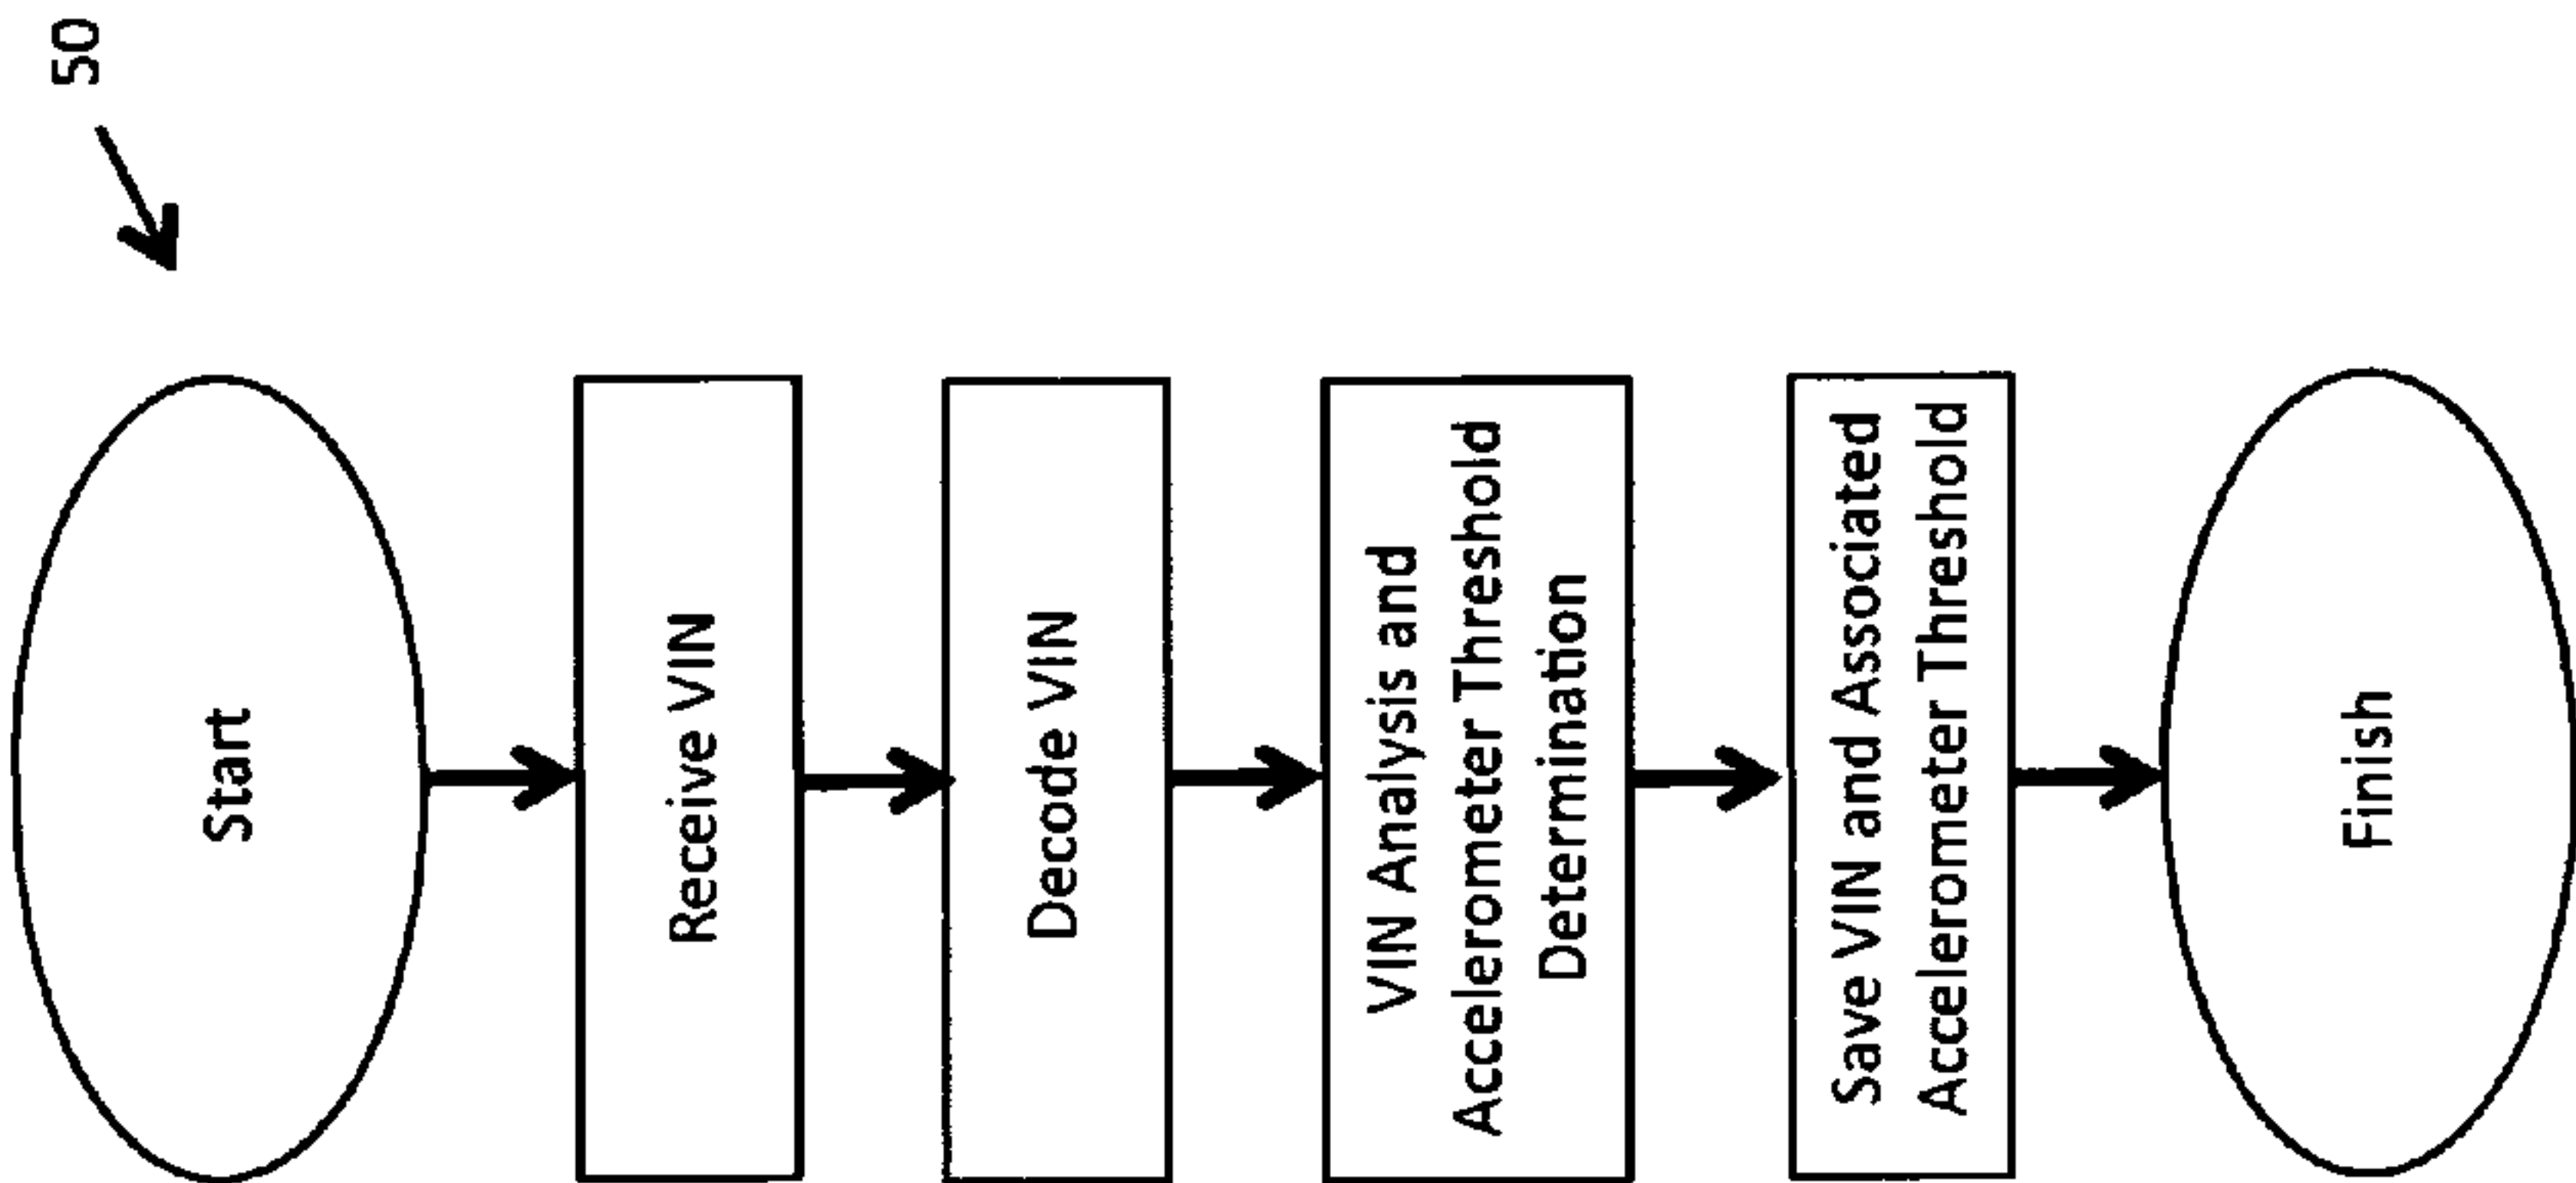 50
Start
Receive VIN
Decode VIN
VIN Analysis and
Accelerometer Threshold
Determination
Save VIN and Associated
Accelerometer Threshold
Finish